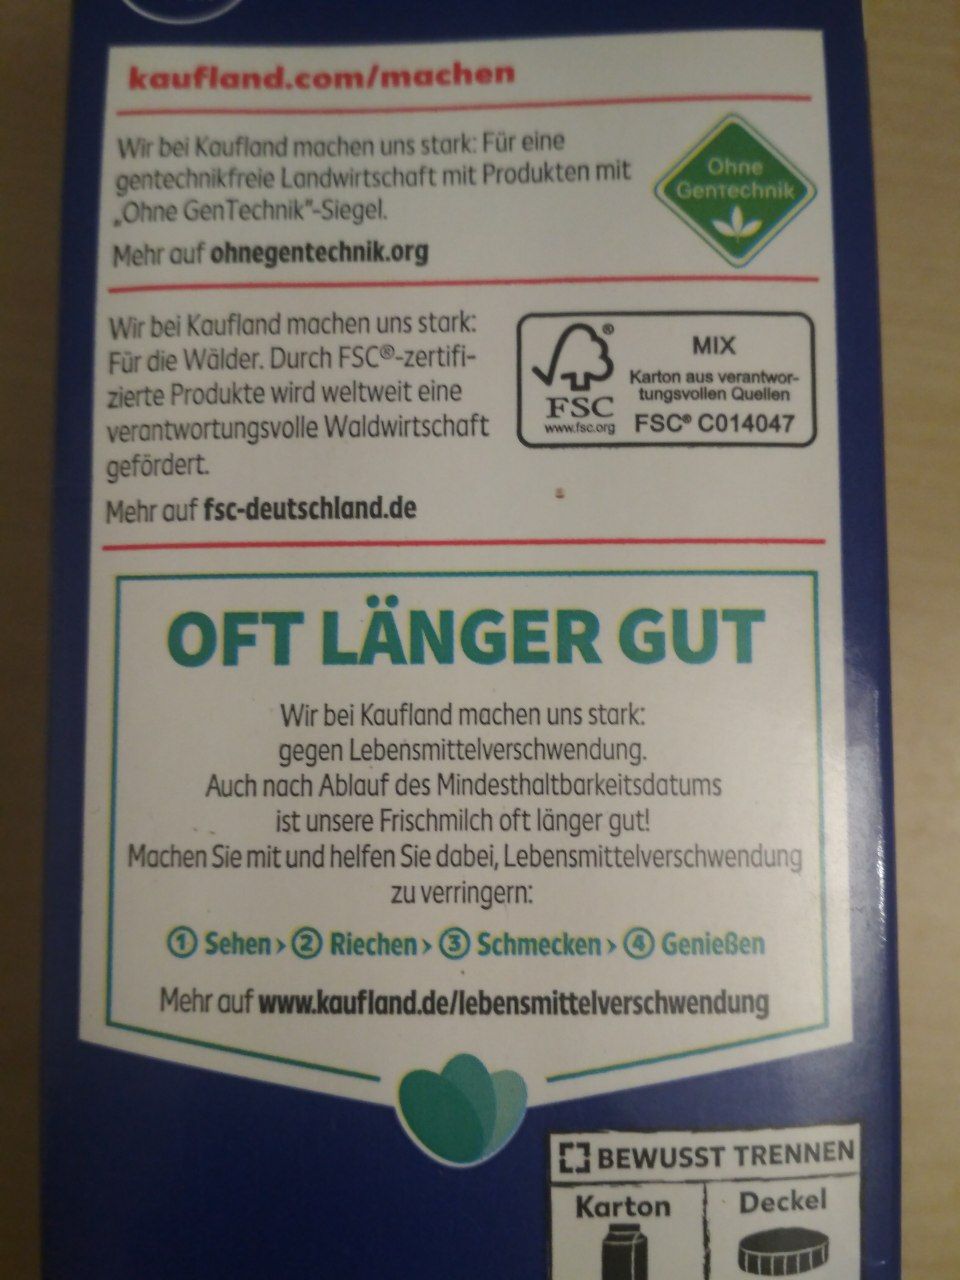 kaufland.com/machen
Wir bei Kaufland machen uns stark: Für eine
gentechnikfreie Landwirtschaft mit Produkten mit
„Ohne GenTechnik"-Siegel.
Mehr auf ohnegentechnik.org
Ohne
GenTechnik
Wir bei Kaufland machen uns stark:
Für die Wälder. Durch FSC®-zertifi-
zierte Produkte wird weltweit eine
verantwortungsvolle Waldwirtschaft
gefördert.
Mehr auf fsc-deutschland.de
®
FSC
www.fsc.org
MIX
Karton aus verantwor-
tungsvollen Quellen
FSC® C014047
OFT LÄNGER GUT
Wir bei Kaufland machen uns stark:
gegen Lebensmittelverschwendung.
Auch nach Ablauf des Mindesthaltbarkeitsdatums
ist unsere Frischmilch oft länger gut!
Machen Sie mit und helfen Sie dabei, Lebensmittelverschwendung
zu verringern:
1 Sehen > 2 Riechen > 3 Schmecken > 4 Genießen
Mehr auf www.kaufland.de/lebensmittelverschwendung
BEWUSST TRENNEN
Karton
Deckel